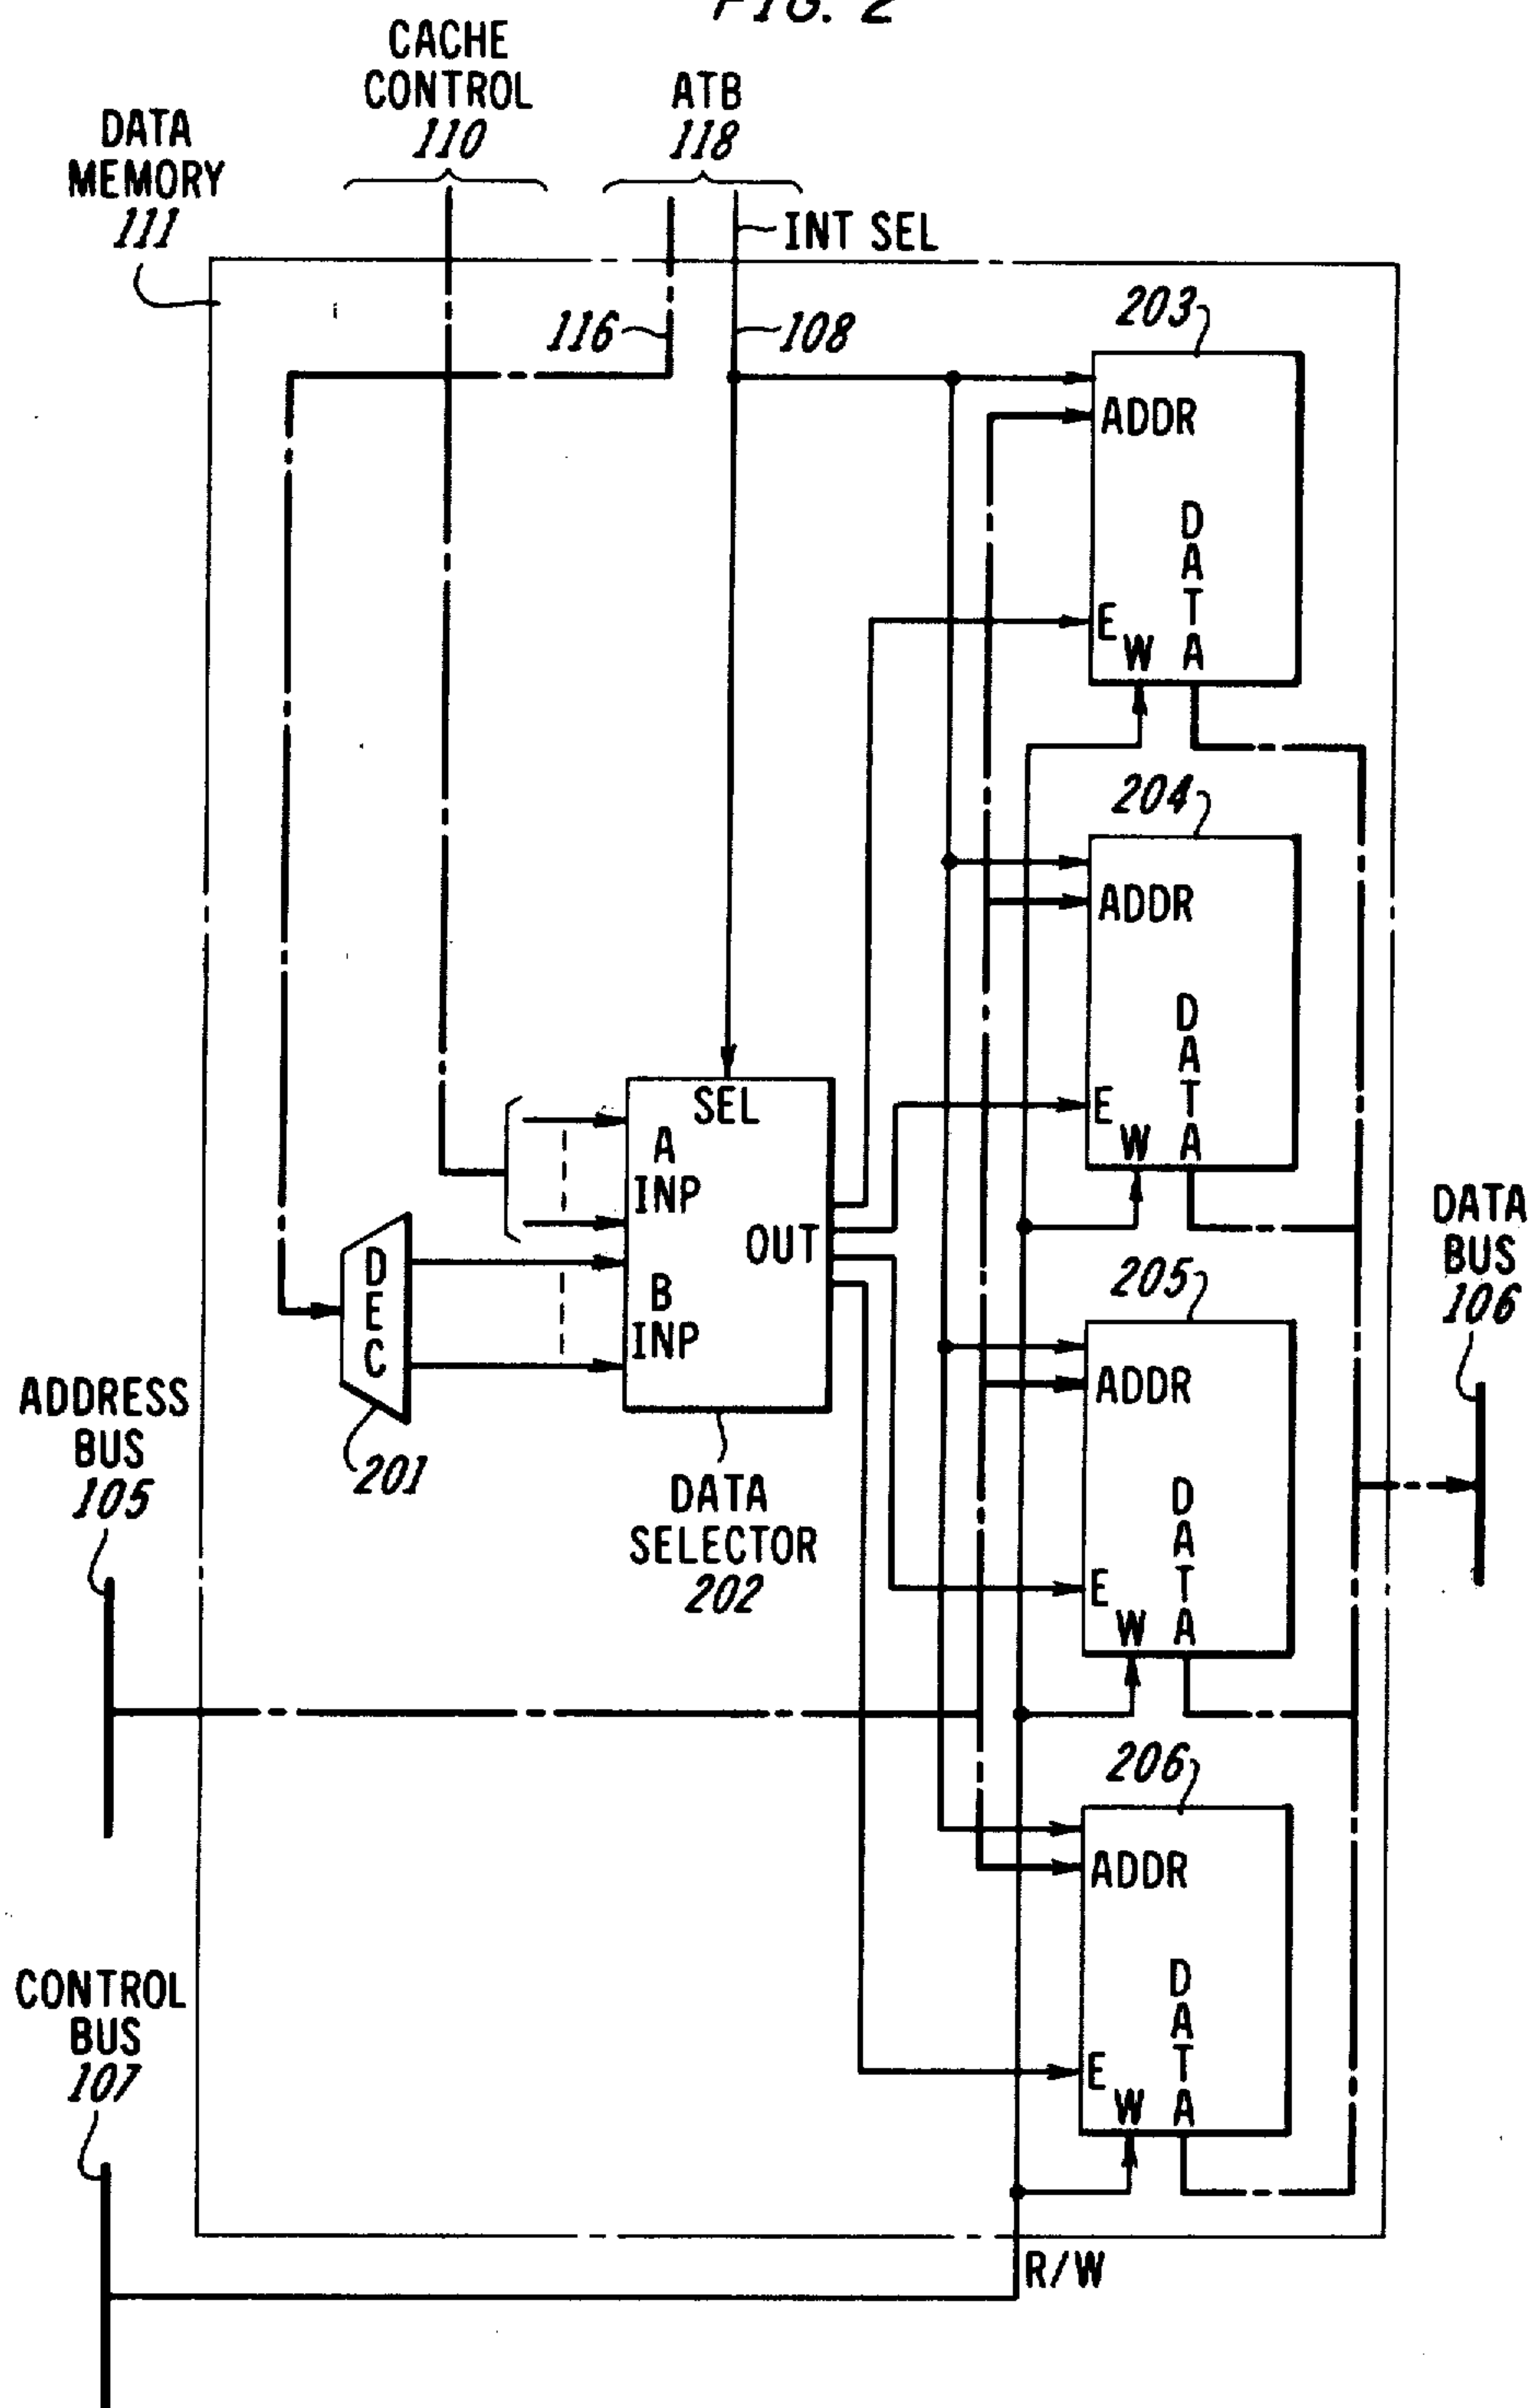 FIG. 2
CACHE
CONTROL
110
ATB
118
DATA
MEMORY
111
INT SEL
116
108
203
ADDR
DATA
E
W
204
ADDR
DATA
E
W
SEL
A
INP
OUT
B
INP
DEC
201
DATA
SELECTOR
202
205
ADDR
DATA
E
W
DATA
BUS
106
ADDRESS
BUS
105
206
ADDR
DATA
E
W
CONTROL
BUS
107
R/W